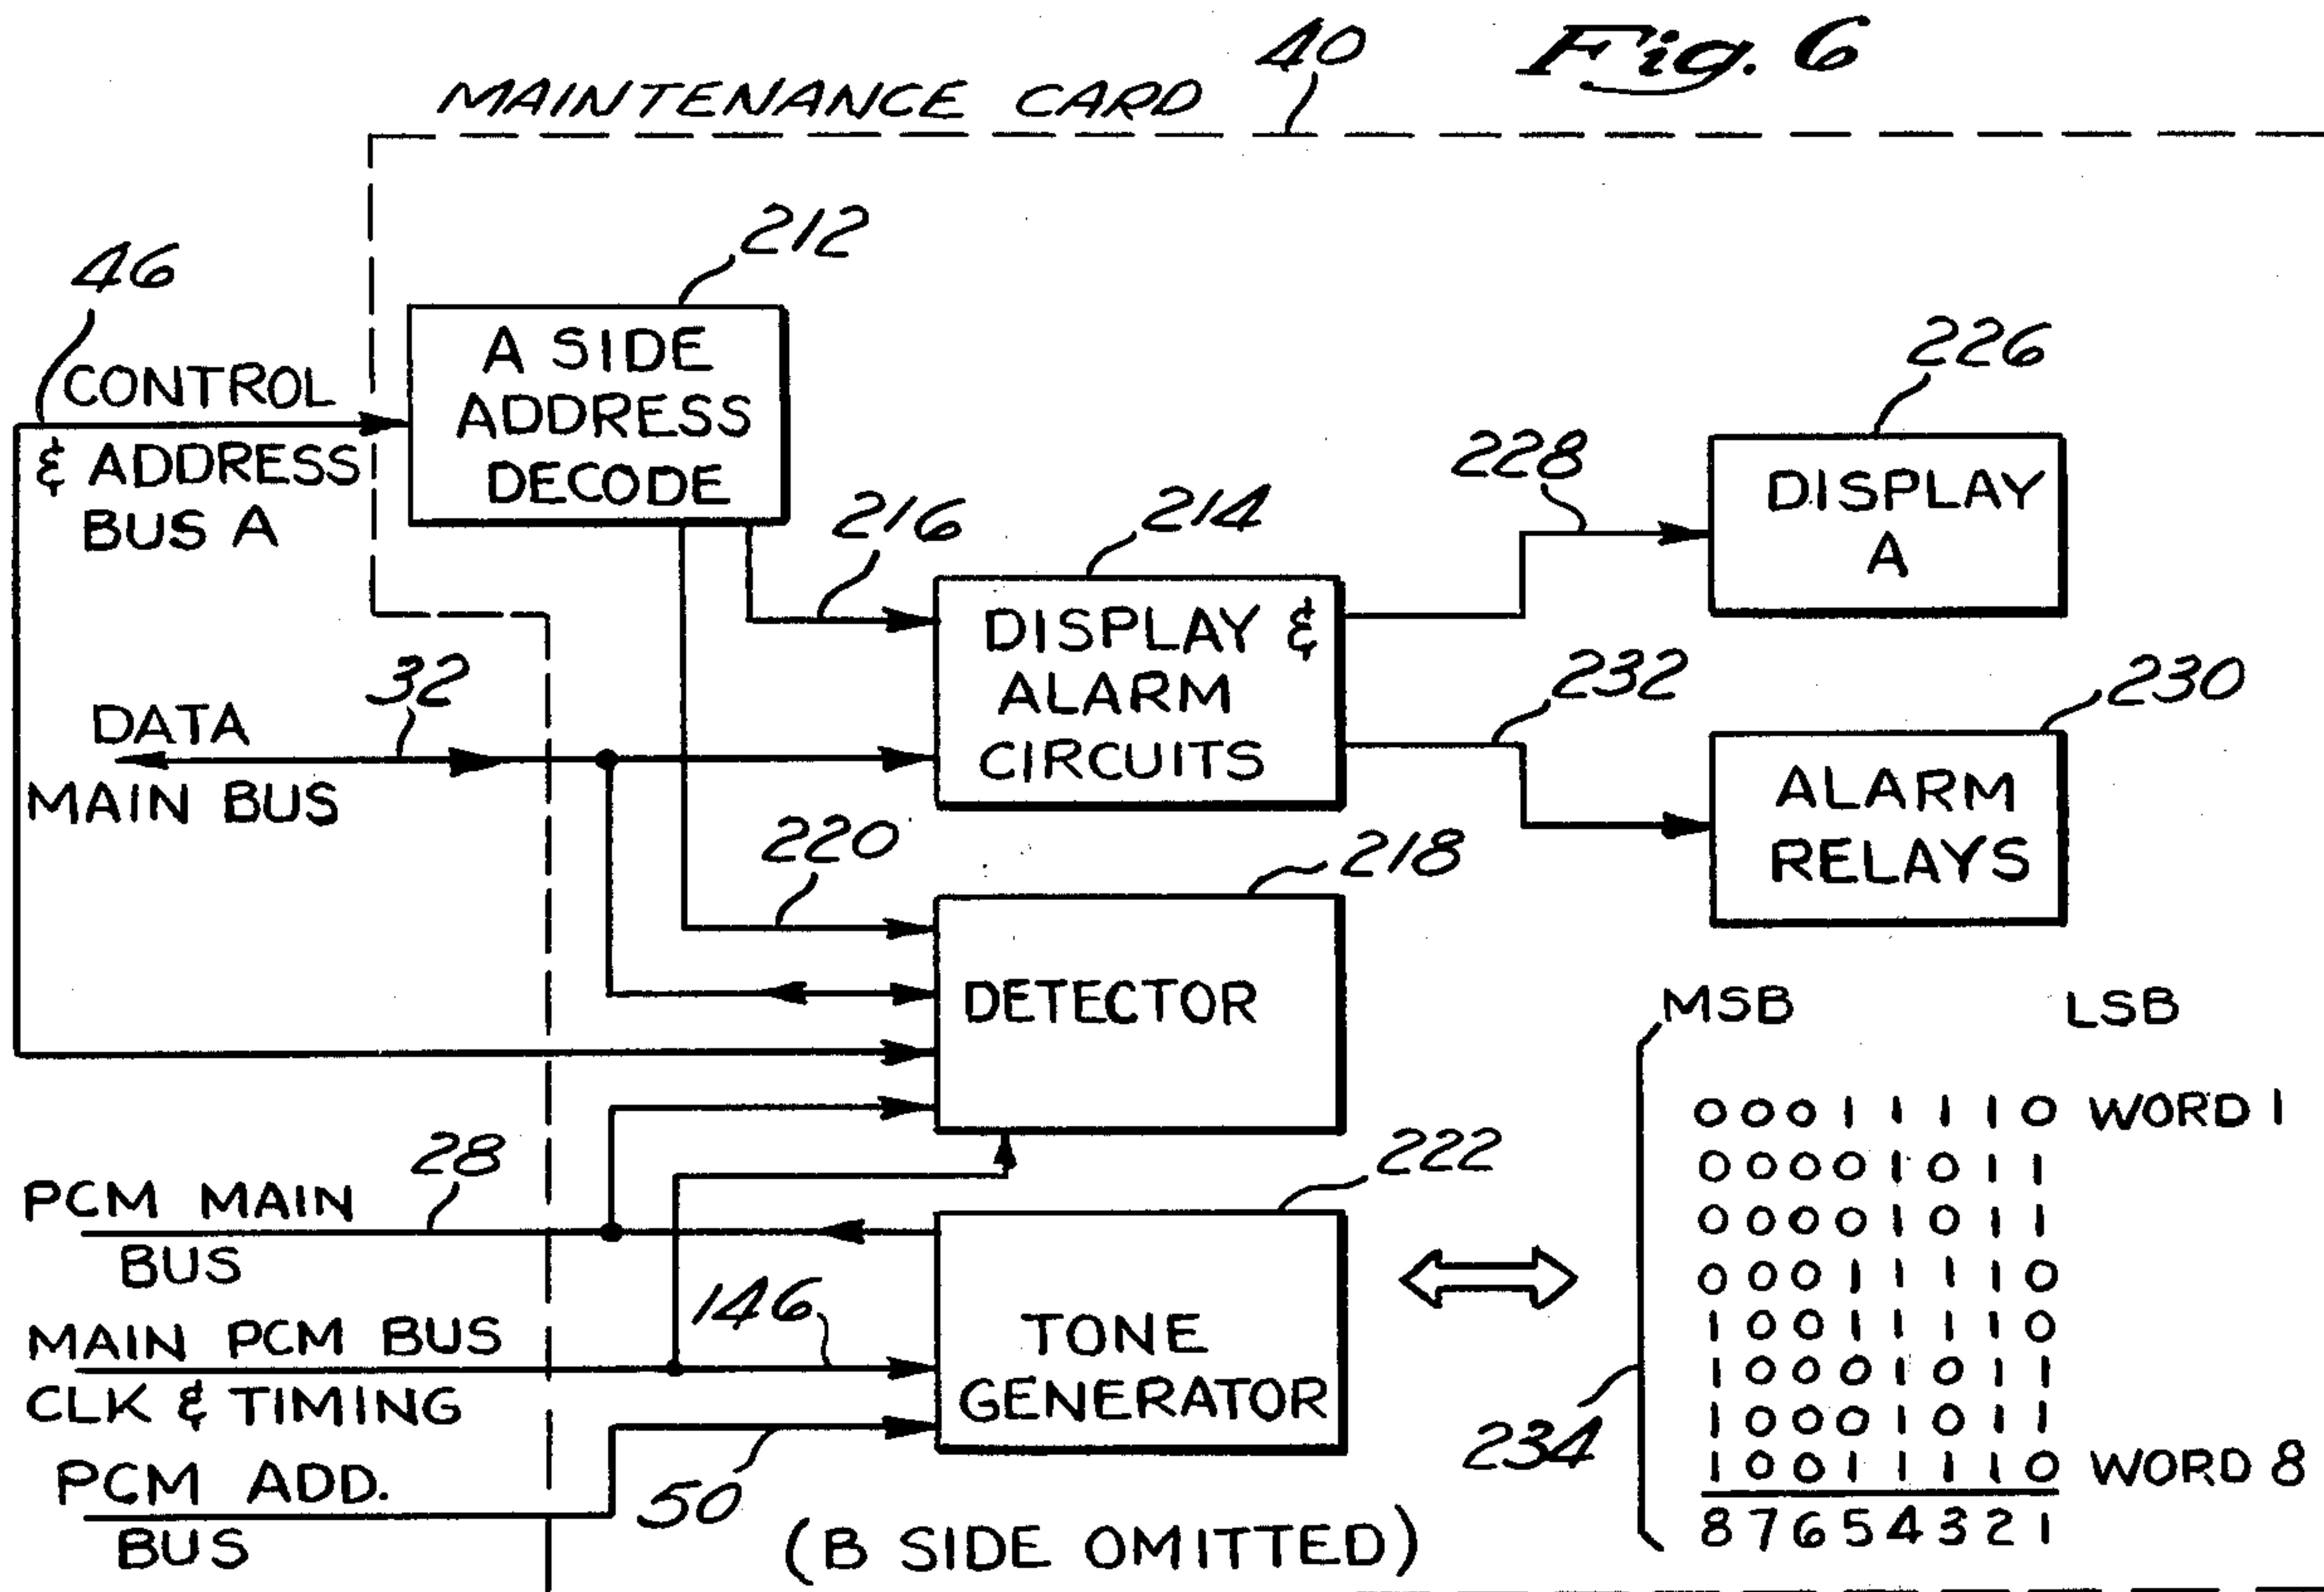 Fig. 6
MAINTENANCE CARD
40
46
212
A SIDE
ADDRESS
DECODE
CONTROL
& ADDRESS
BUS A
226
DISPLAY
A
228
216
214
DISPLAY &
ALARM
CIRCUITS
32
DATA
MAIN BUS
232
230
ALARM
RELAYS
220
218
DETECTOR
28
PCM MAIN
BUS
222
TONE
GENERATOR
146
MAIN PCM BUS
CLK & TIMING
50
PCM ADD.
BUS
(B SIDE OMITTED)
MSB LSB
0 0 0 1 1 1 1 0 WORD 1
0 0 0 0 1 0 1 1
0 0 0 0 1 0 1 1
0 0 0 1 1 1 1 0
1 0 0 1 1 1 1 0
1 0 0 0 1 0 1 1
1 0 0 0 1 0 1 1
1 0 0 1 1 1 1 0 WORD 8
8 7 6 5 4 3 2 1
234